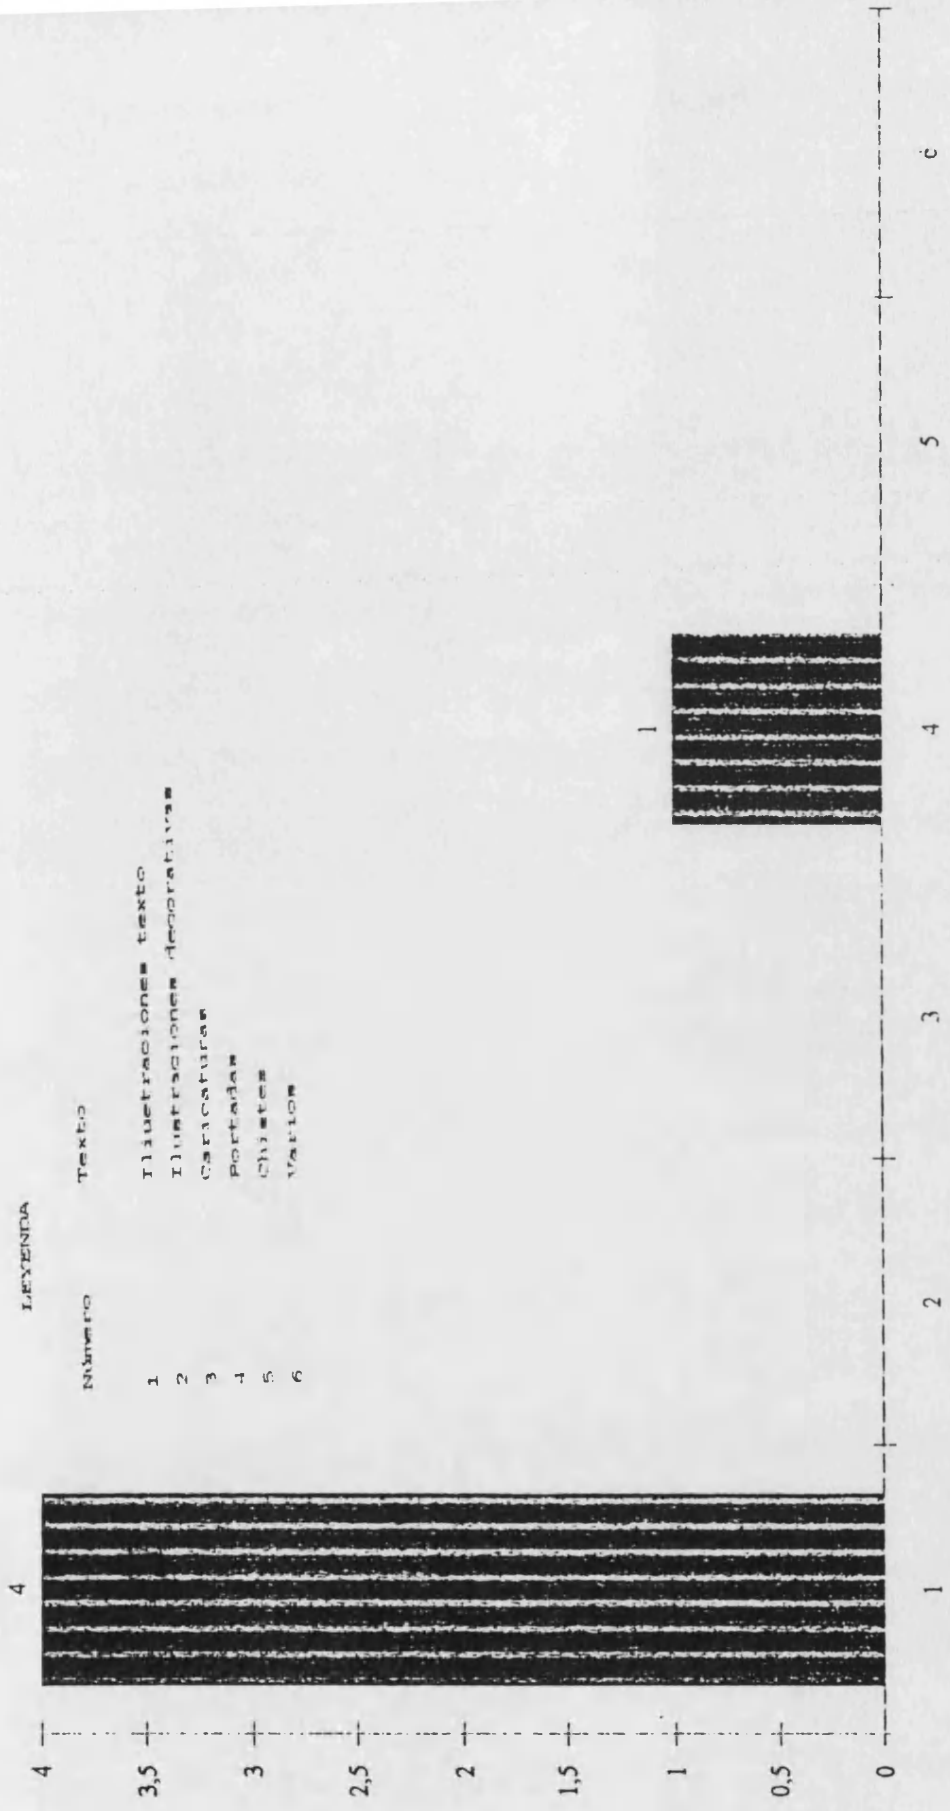 LEYENDA
Número Texto
1 Iliuetraciones texto
2 Ilustraciones decorativas
3 Caricaturas
4 Portadas
5 Chistes
6 Varios
4
3,5
3
2,5
2
1,5
1
0,5
0
4
1
1 2 3 4 5 6